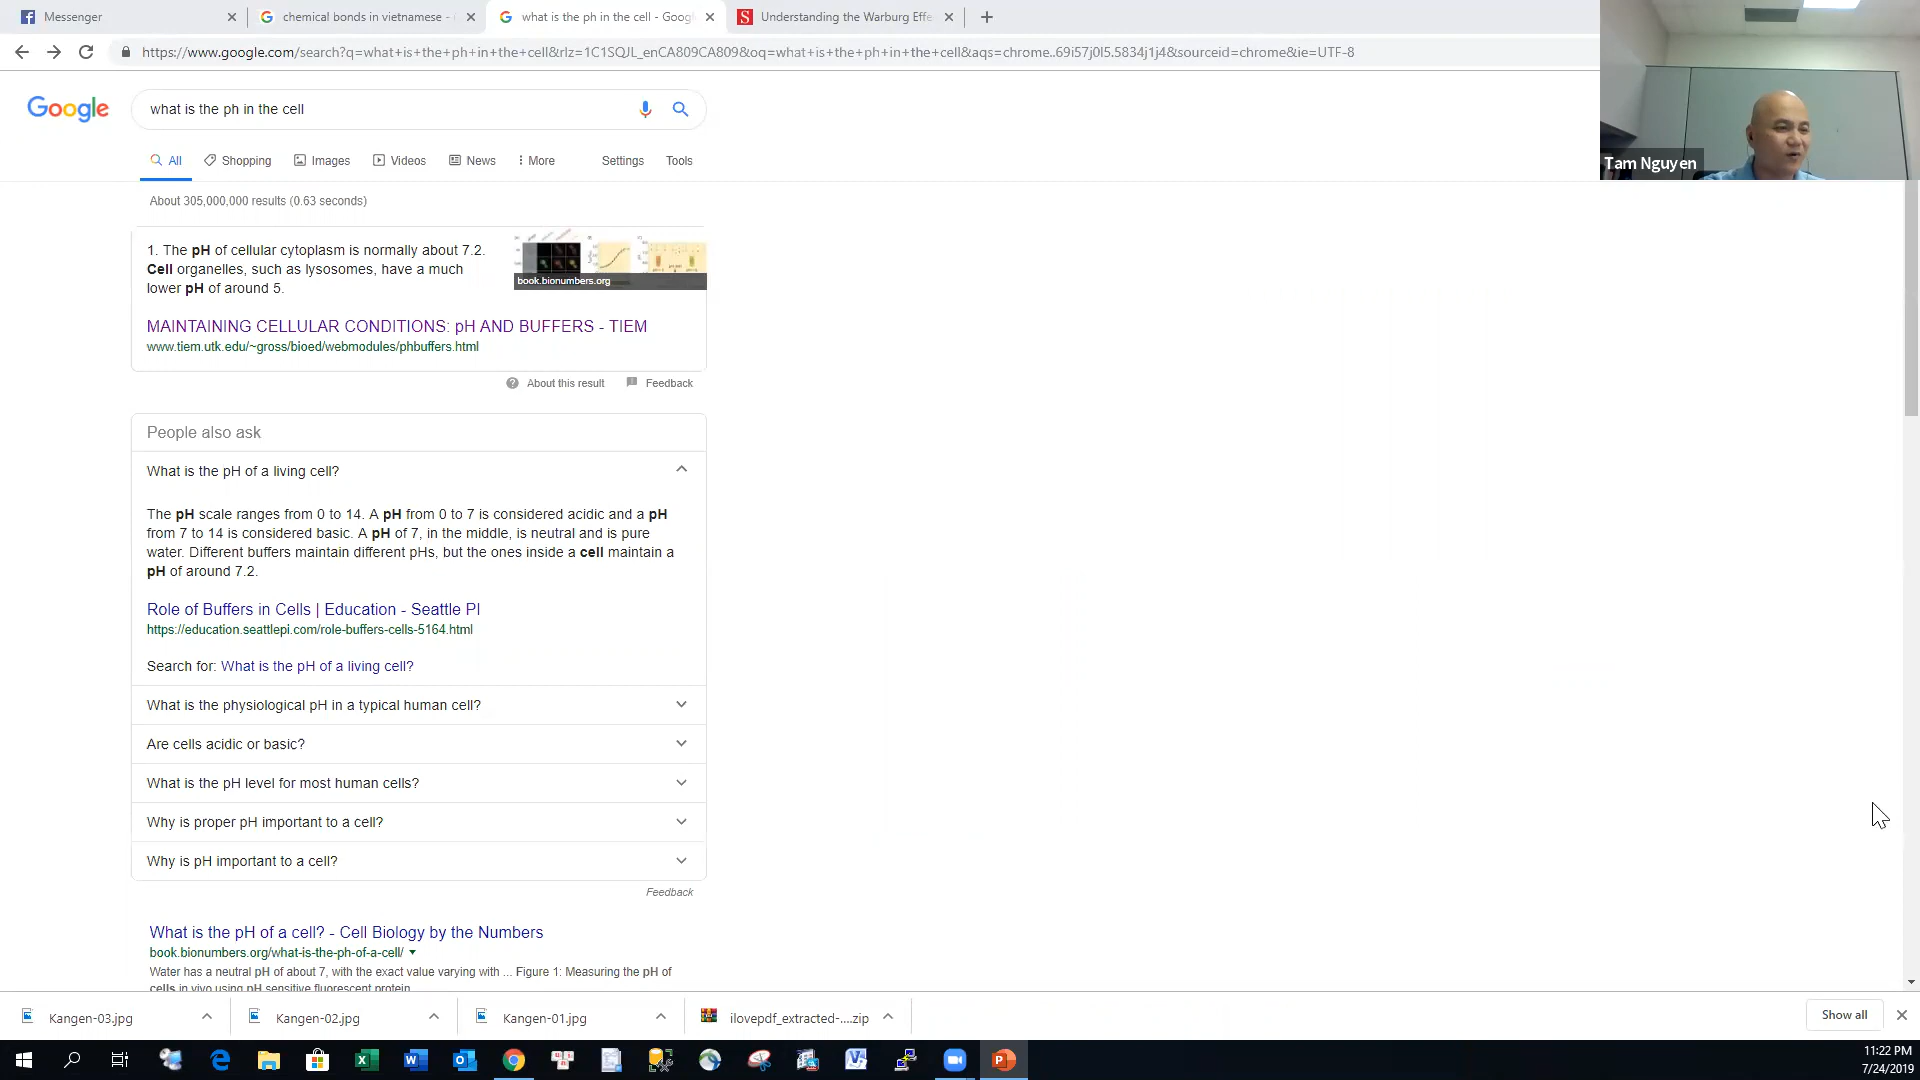 Messenger
chemical bonds in vietnamese -
what is the ph in the cell - Goog
Understanding the Warburg Effe
https://www.google.com/search?q=what+is+the+ph+in+the+cell&rlz=1C1SQJL_enCA809CA809&oq=what+is+the+ph+in+the+cell&aqs=chrome..69i57j0l5.5834j1j4&sourceid=chrome&ie=UTF-8
Google
what is the ph in the cell
All
Shopping
Images
Videos
News
More
Settings
Tools
Tam Nguyen
About 305,000,000 results (0.63 seconds)
1. The pH of cellular cytoplasm is normally about 7.2.
Cell organelles, such as lysosomes, have a much
lower pH of around 5.
book.bionumbers.org
MAINTAINING CELLULAR CONDITIONS: pH AND BUFFERS - TIEM
www.tiem.utk.edu/~gross/bioed/webmodules/phbuffers.html
About this result
Feedback
People also ask
What is the pH of a living cell?
The pH scale ranges from 0 to 14. A pH from 0 to 7 is considered acidic and a pH
from 7 to 14 is considered basic. A pH of 7, in the middle, is neutral and is pure
water. Different buffers maintain different pHs, but the ones inside a cell maintain a
pH of around 7.2.
Role of Buffers in Cells | Education - Seattle PI
https://education.seattlepi.com/role-buffers-cells-5164.html
Search for: What is the pH of a living cell?
What is the physiological pH in a typical human cell?
Are cells acidic or basic?
What is the pH level for most human cells?
Why is proper pH important to a cell?
Why is pH important to a cell?
Feedback
What is the pH of a cell? - Cell Biology by the Numbers
book.bionumbers.org/what-is-the-ph-of-a-cell/
Water has a neutral pH of about 7, with the exact value varying with ... Figure 1: Measuring the pH of
cells in vivo using pH sensitive fluorescent protein
Kangen-03.jpg
Kangen-02.jpg
Kangen-01.jpg
ilovepdf_extracted-....zip
Show all
11:22 PM
7/24/2019